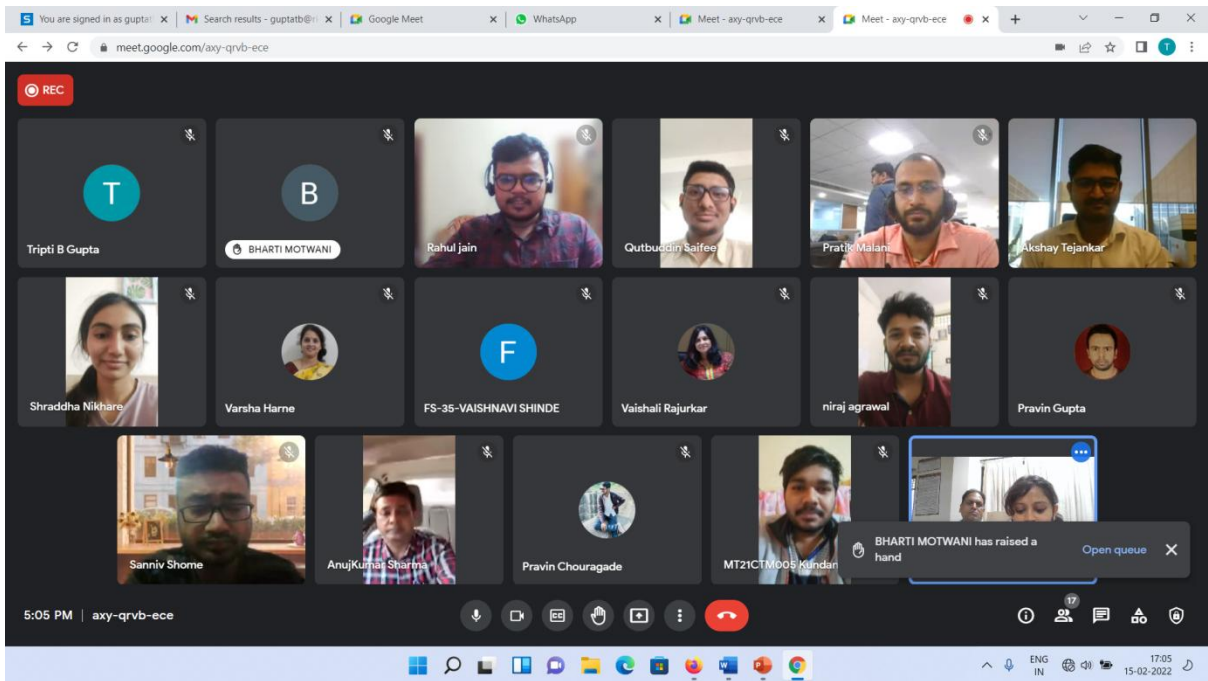 You are signed in as guptat
Search results - guptatb@r
Google Meet
WhatsApp
Meet - axy-qrvb-ece
Meet - axy-qrvb-ece
meet.google.com/axy-qrvb-ece
T
REC
T
Tripti B Gupta
B
BHARTI MOTWANI
Rahul jain
Qutbuddin Saifee
Pratik Malani
Akshay Tejankar
Shraddha Nikhare
Varsha Harne
F
FS-35-VAISHNAVI SHINDE
Vaishali Rajurkar
niraj agrawal
Pravin Gupta
Sanniv Shome
AnujKumar Sharma
Pravin Chouragade
MT21CTM005 Kundan
BHARTI MOTWANI has raised a
hand
Open queue
5:05 PM | axy-qrvb-ece
17
ENG
IN
17:05
15-02-2022